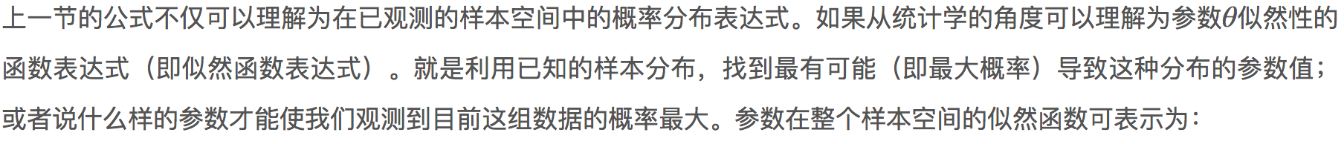 上一节的公式不仅可以理解为在已观测的样本空间中的概率分布表达式。如果从统计学的角度可以理解为参数θ似然性的
函数表达式（即似然函数表达式）。就是利用已知的样本分布，找到最有可能（即最大概率）导致这种分布的参数值；
或者说什么样的参数才能使我们观测到目前这组数据的概率最大。参数在整个样本空间的似然函数可表示为：